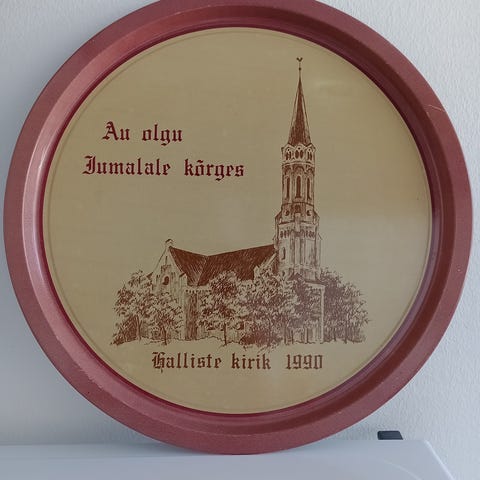 Au olgu
Jumalale kõrges
Halliste kirik 1990